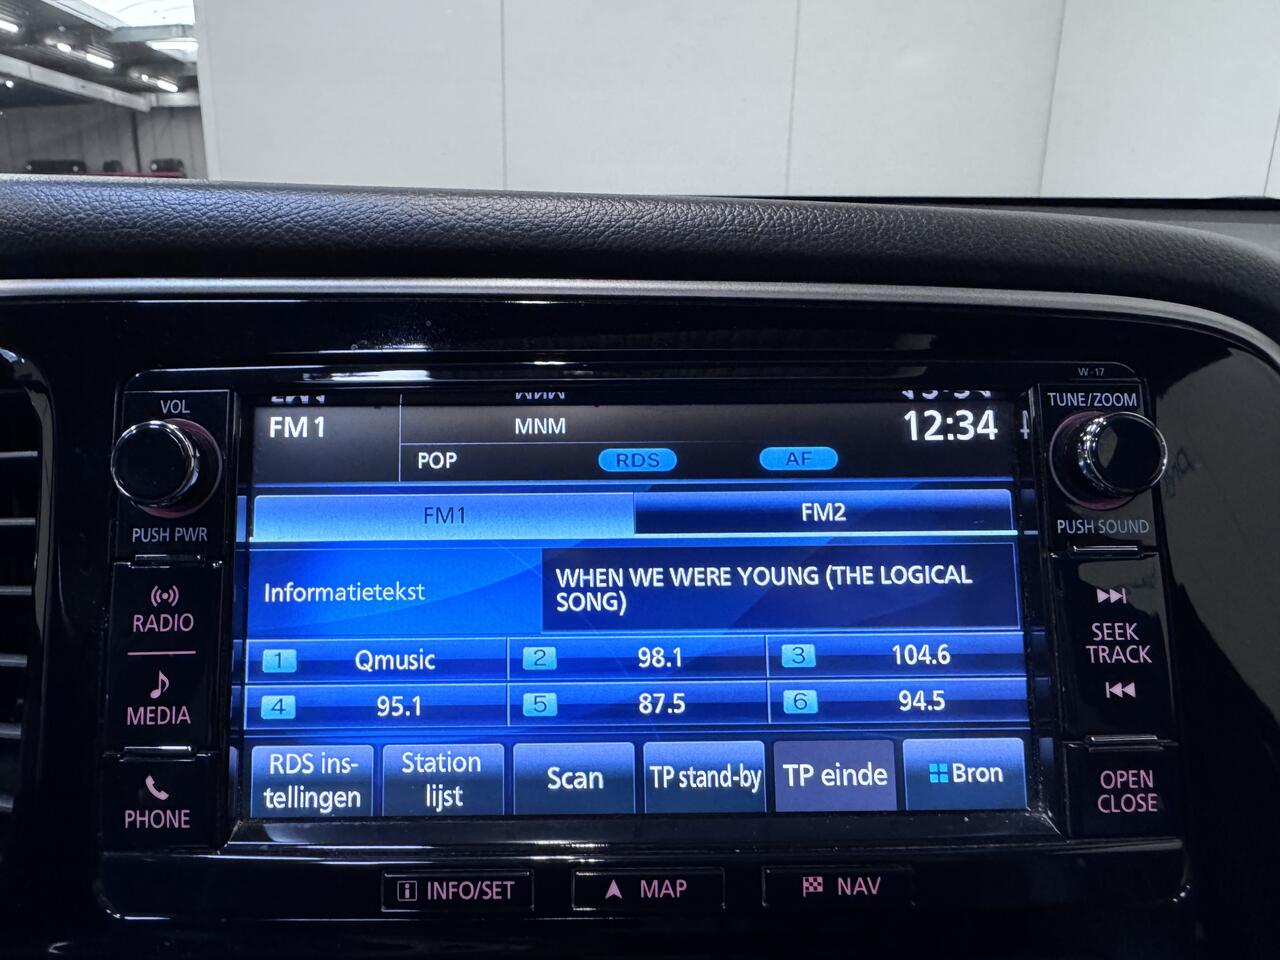 W-17
VOL
TUNE/ZOOM
FM1
MNM
12:34
POP
RDS
AF
PUSH PWR
PUSH SOUND
FM1
FM2
Informatietekst
WHEN WE WERE YOUNG (THE LOGICAL
SONG)
RADIO
MEDIA
PHONE
SEEK
TRACK
OPEN
CLOSE
1 Qmusic
2 98.1
3 104.6
4 95.1
5 87.5
6 94.5
RDS ins-
tellingen
Station
lijst
Scan
TP stand-by
TP einde
Bron
INFO/SET
MAP
NAV